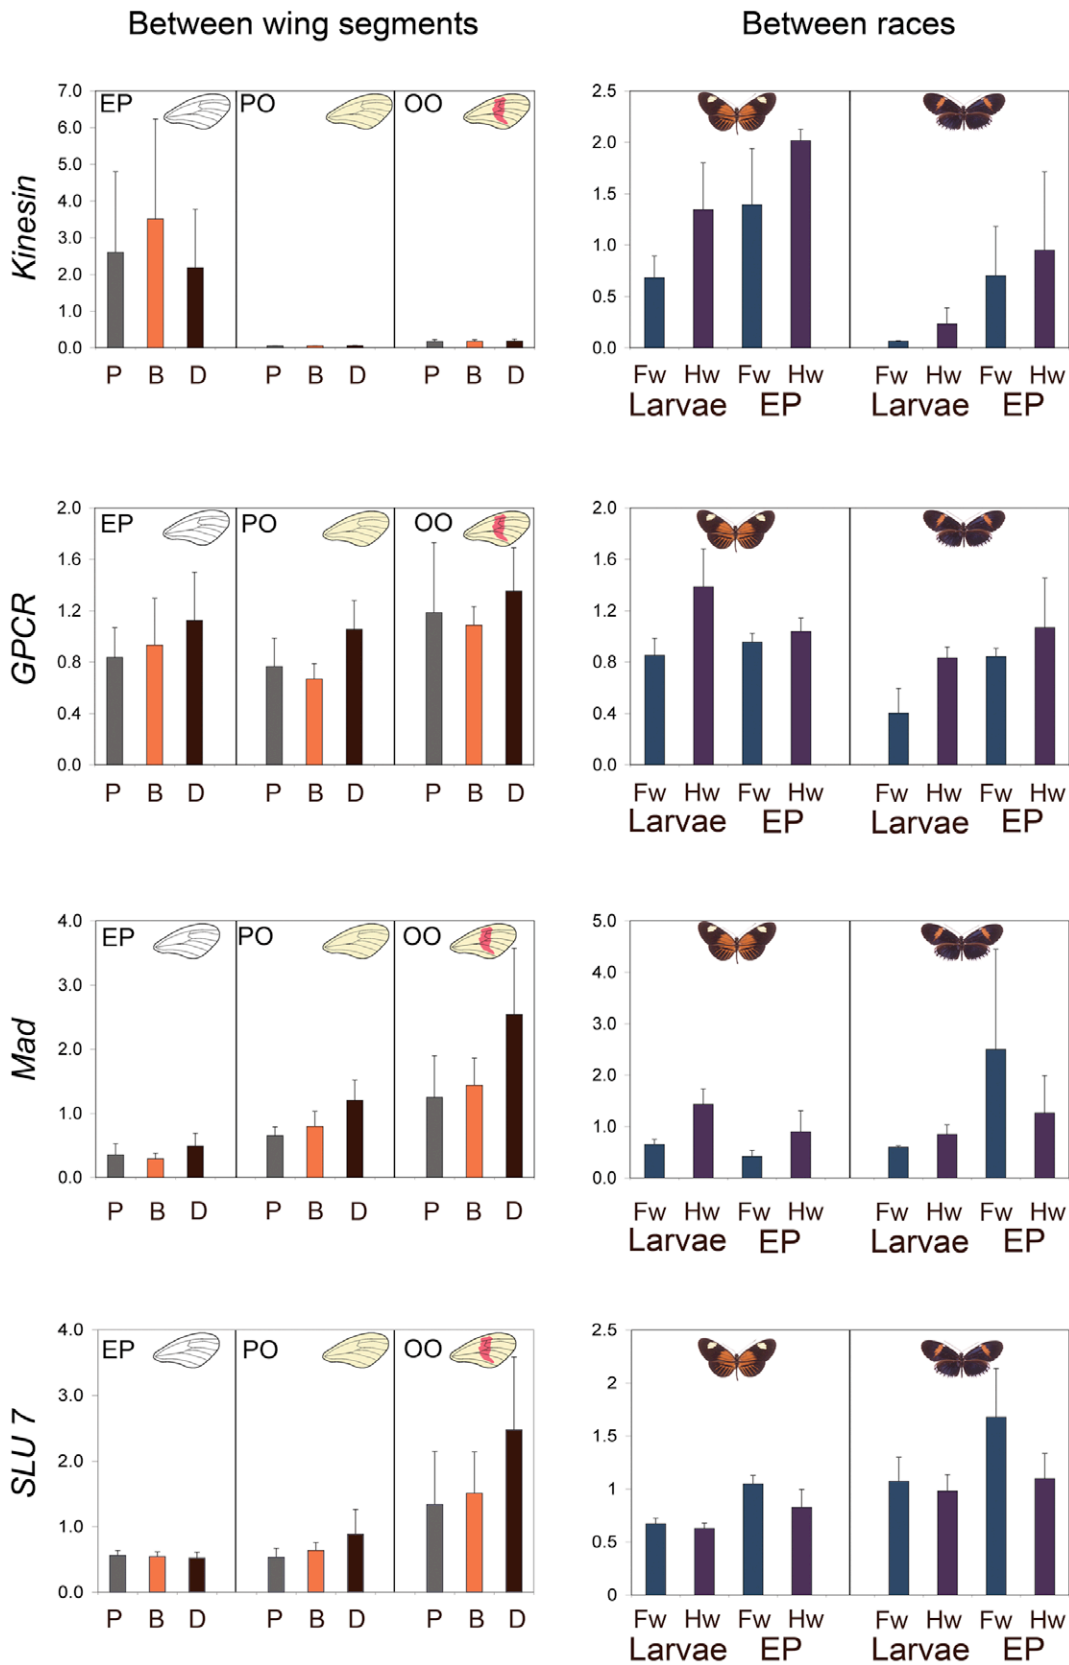 Between wing segments
Between races
Kinesin
7.0
6.0
5.0
4.0
3.0
2.0
1.0
0.0
EP
PO
OO
P B D P B D P B D
2.5
2.0
1.5
1.0
0.5
0.0
Fw Hw Fw Hw Fw Hw Fw Hw
Larvae EP Larvae EP
GPCR
2.0
1.6
1.2
0.8
0.4
0.0
EP
PO
OO
P B D P B D P B D
2.0
1.6
1.2
0.8
0.4
0.0
Fw Hw Fw Hw Fw Hw Fw Hw
Larvae EP Larvae EP
Mad
4.0
3.0
2.0
1.0
0.0
EP
PO
OO
P B D P B D P B D
5.0
4.0
3.0
2.0
1.0
0.0
Fw Hw Fw Hw Fw Hw Fw Hw
Larvae EP Larvae EP
SLU 7
4.0
3.0
2.0
1.0
0.0
EP
PO
OO
P B D P B D P B D
2.5
2
1.5
1
0.5
0
Fw Hw Fw Hw Fw Hw Fw Hw
Larvae EP Larvae EP